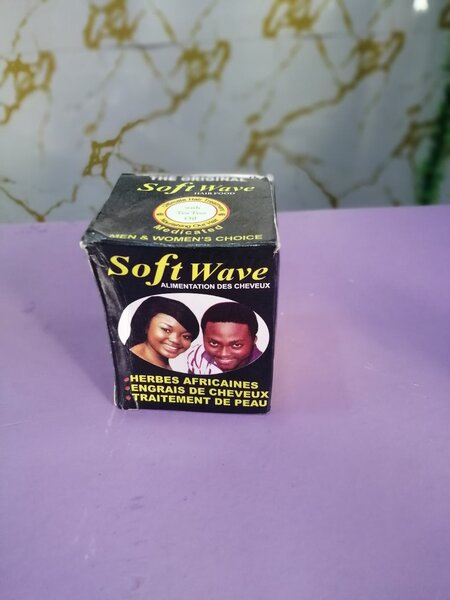 THE ORIGINAL
Soft Wave
HAIR FOOD
with
Tea Tree
Oil
Medicated
MEN & WOMEN'S CHOICE
Soft Wave
ALIMENTATION DES CHEVEUX
HERBES AFRICAINES
ENGRAIS DE CHEVEUX
TRAITEMENT DE PEAU